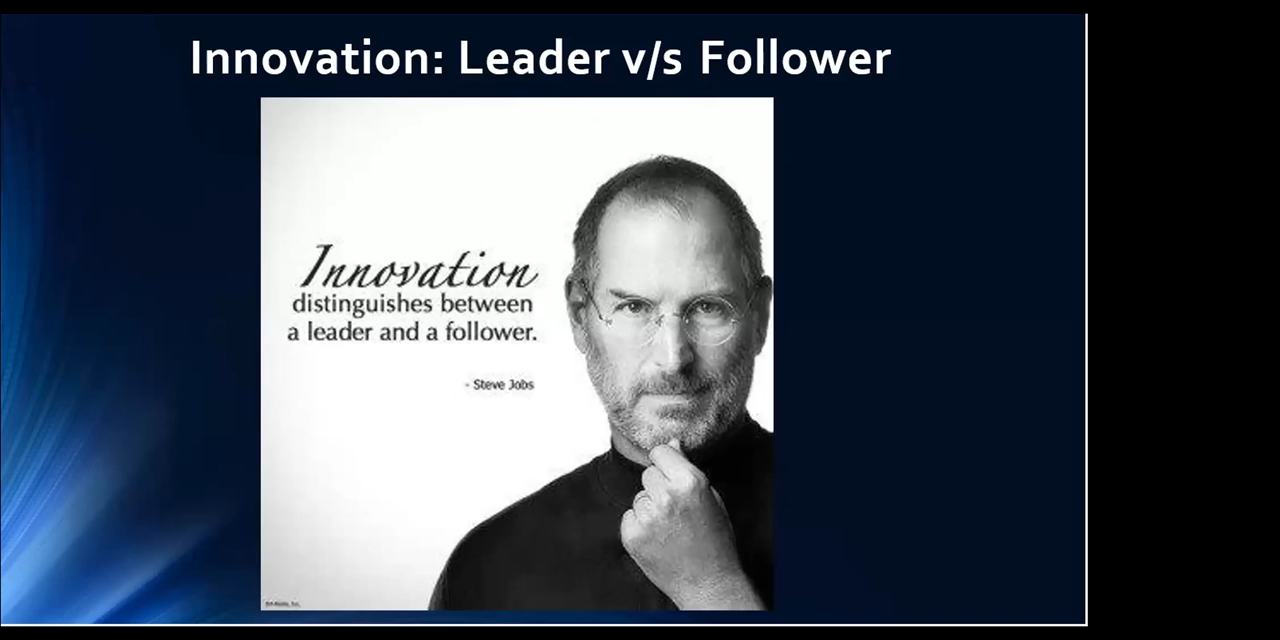 Innovation: Leader v/s Follower
Innovation
distinguishes between
a leader and a follower.
- Steve Jobs